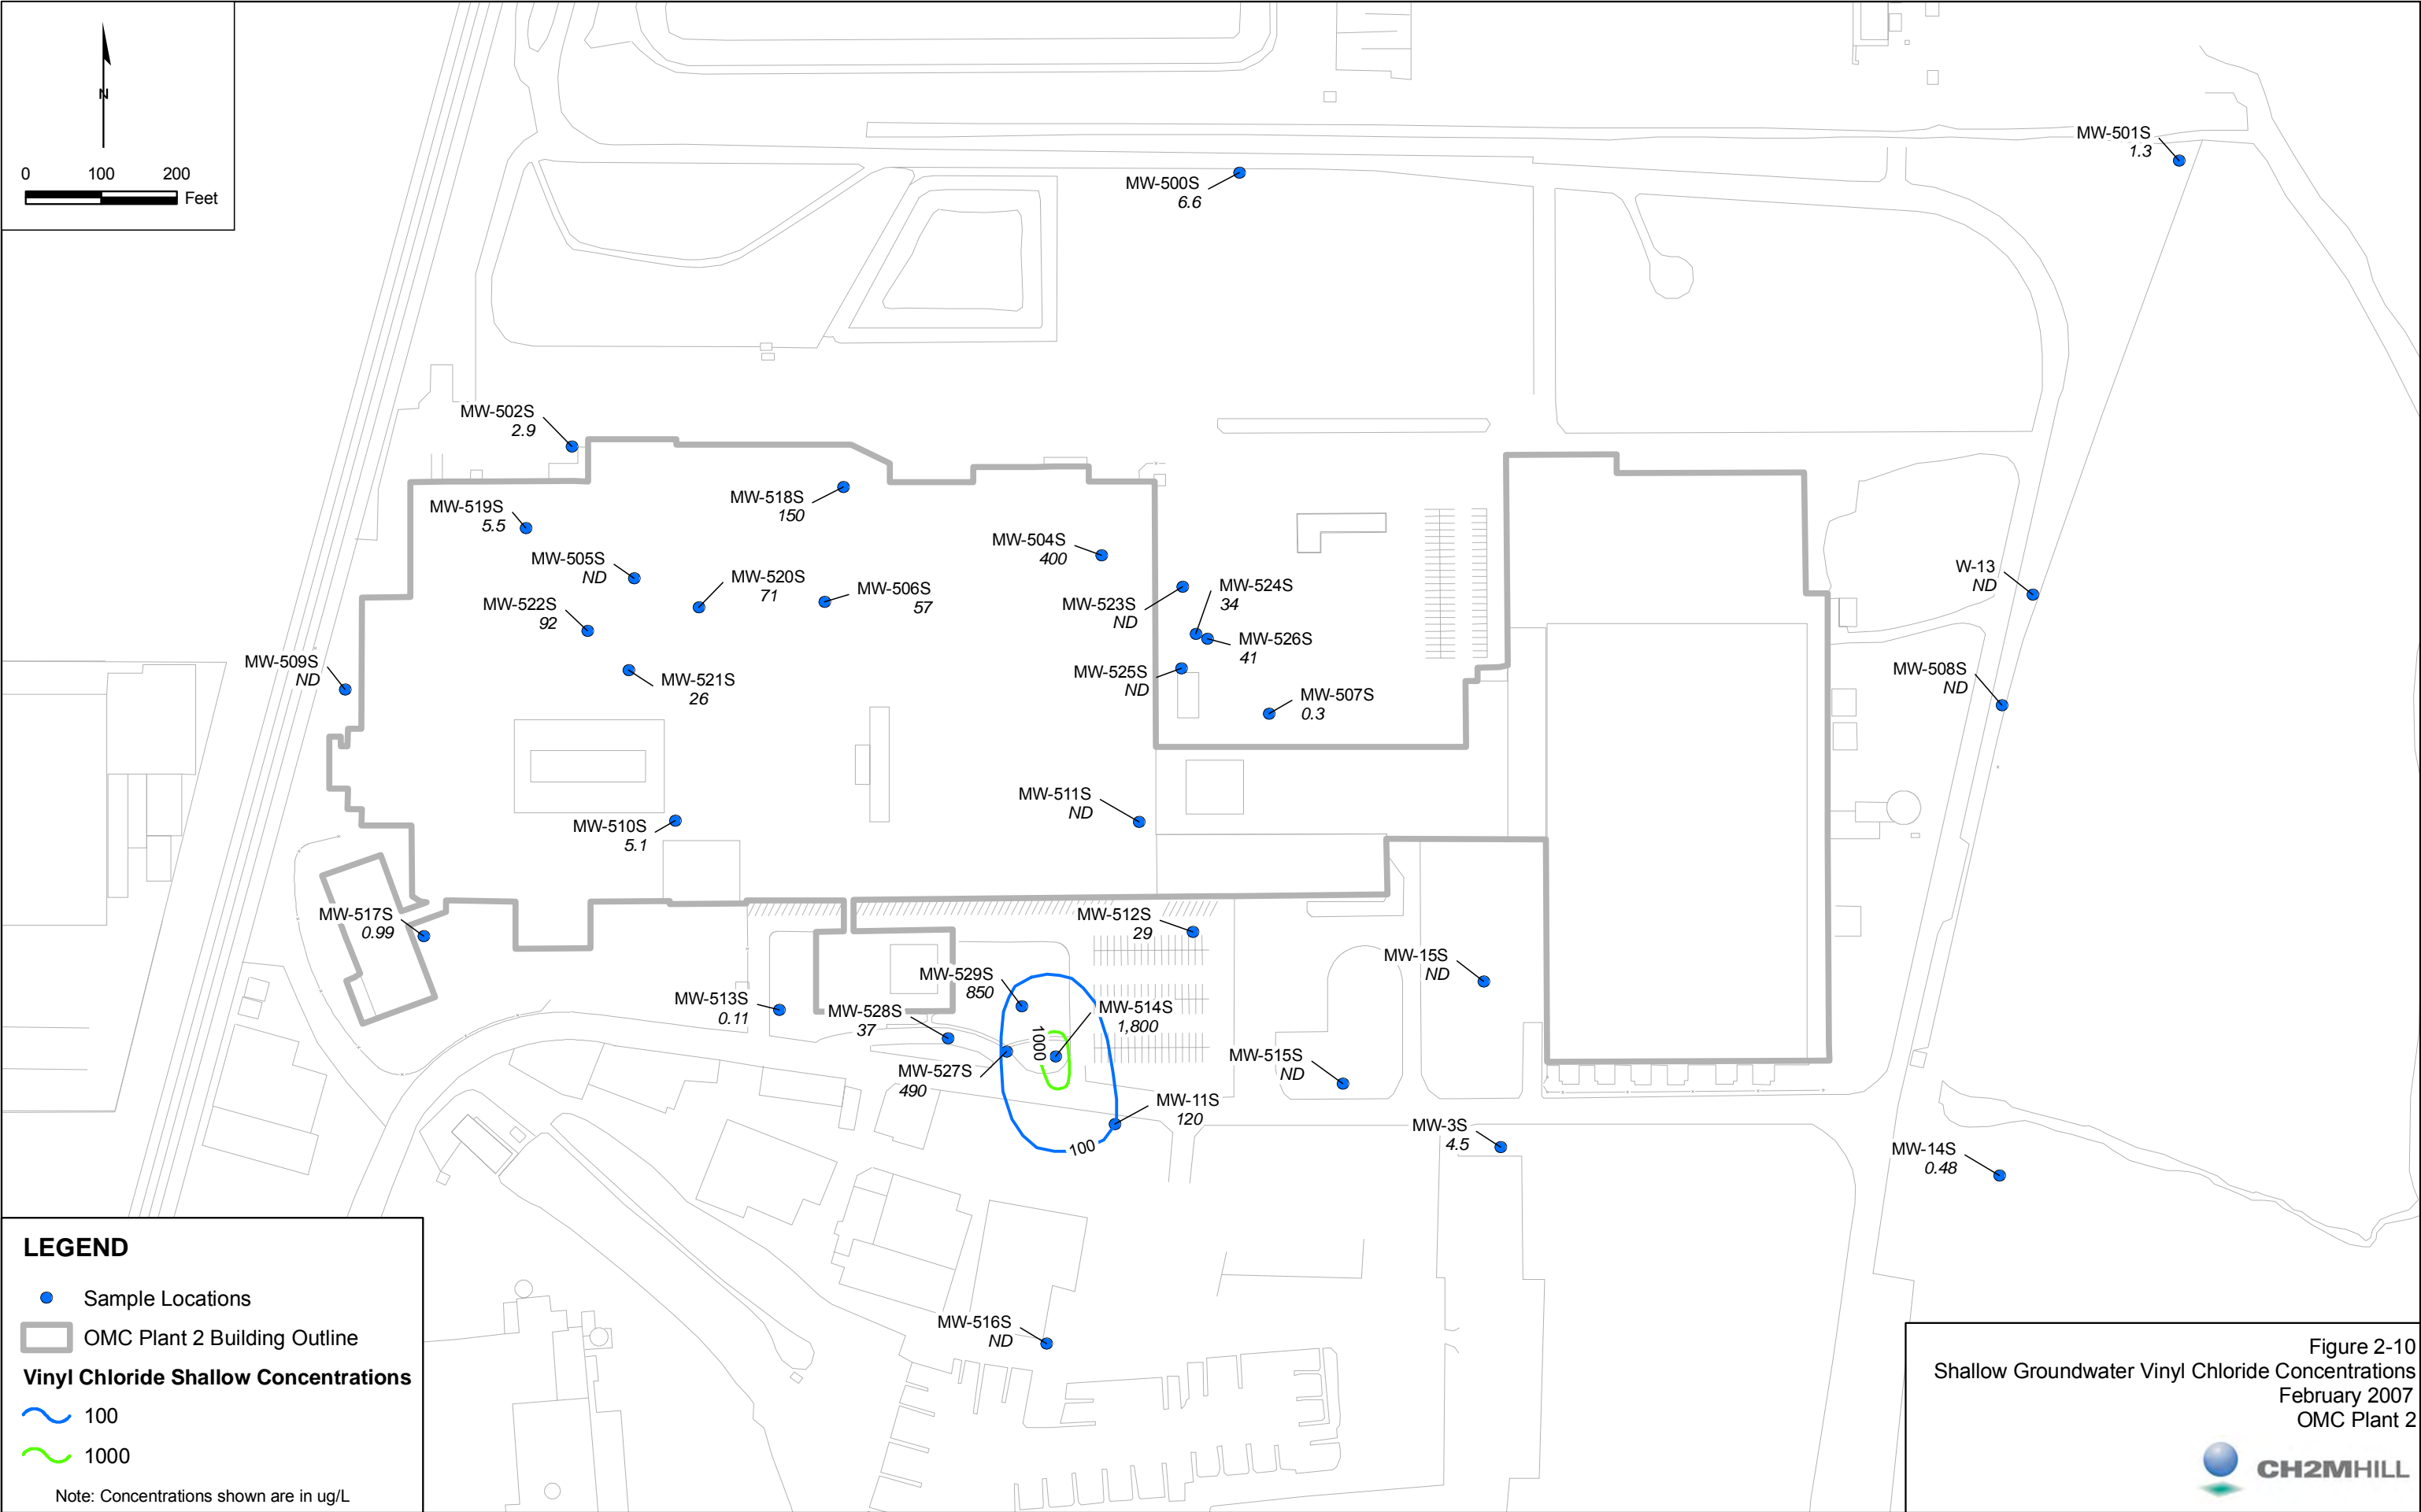 N
0 100 200
Feet
MW-501S
1.3
MW-500S
6.6
MW-502S
2.9
MW-518S
150
MW-519S
5.5
MW-504S
400
MW-505S
ND
MW-520S
71
MW-506S
57
MW-524S
34
MW-523S
ND
W-13
ND
MW-522S
92
MW-526S
41
MW-509S
ND
MW-521S
26
MW-525S
ND
MW-508S
ND
MW-507S
0.3
MW-511S
ND
MW-510S
5.1
MW-517S
0.99
MW-512S
29
MW-15S
ND
MW-529S
850
MW-513S
0.11
MW-528S
37
MW-514S
1,800
1000
MW-527S
490
MW-515S
ND
MW-11S
120
100
MW-3S
4.5
MW-14S
0.48
MW-516S
ND
LEGEND
Sample Locations
OMC Plant 2 Building Outline
Vinyl Chloride Shallow Concentrations
100
1000
Note: Concentrations shown are in ug/L
Figure 2-10
Shallow Groundwater Vinyl Chloride Concentrations
February 2007
OMC Plant 2
CH2MHILL